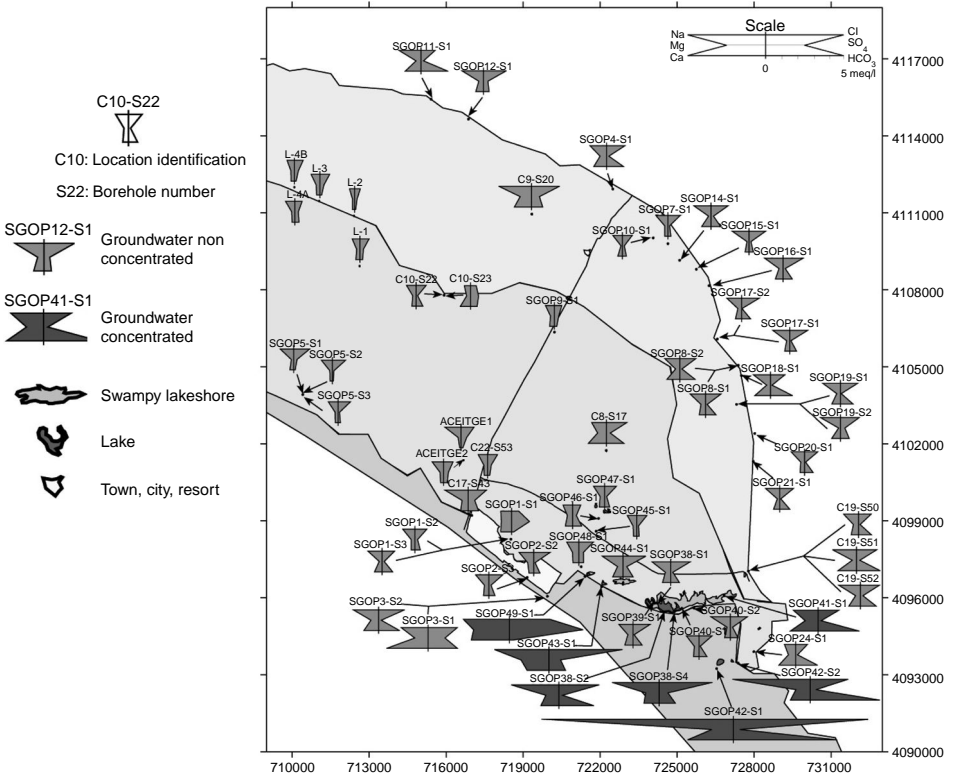 SGOP11-S1
SGOP12-S1
Scale
Na
Mg
Ca
Cl
SO4
HCO3
0
5 meq/l
4117000
4114000
4111000
4108000
4105000
4102000
4099000
4096000
4093000
4090000
710000
713000
716000
719000
722000
725000
728000
731000
C10-S22
C10: Location identification
S22: Borehole number
SGOP12-S1
Groundwater non
concentrated
SGOP41-S1
Groundwater
concentrated
Swampy lakeshore
Lake
Town, city, resort
SGOP4-S1
L-4B
L-3
L-2
L-4A
L-1
C9-S20
SGOP7-S1
SGOP14-S1
SGOP10-S1
SGOP15-S1
SGOP16-S1
C10-S22
C10-S23
SGOP9-S1
SGOP17-S2
SGOP17-S1
SGOP5-S1
SGOP5-S2
SGOP5-S3
SGOP8-S2
SGOP8-S1
SGOP18-S1
SGOP19-S1
SGOP19-S2
ACEITGE1
ACEITGE2
C22-S53
C8-S17
SGOP20-S1
SGOP21-S1
C17-S43
SGOP1-S1
SGOP47-S1
SGOP46-S1
SGOP45-S1
C19-S50
C19-S51
C19-S52
SGOP1-S2
SGOP1-S3
SGOP2-S2
SGOP2-S3
SGOP48-S1
SGOP44-S1
SGOP38-S1
SGOP3-S2
SGOP3-S1
SGOP49-S1
SGOP43-S1
SGOP39-S1
SGOP40-S2
SGOP40-S1
SGOP41-S1
SGOP24-S1
SGOP38-S2
SGOP38-S4
SGOP42-S2
SGOP42-S1